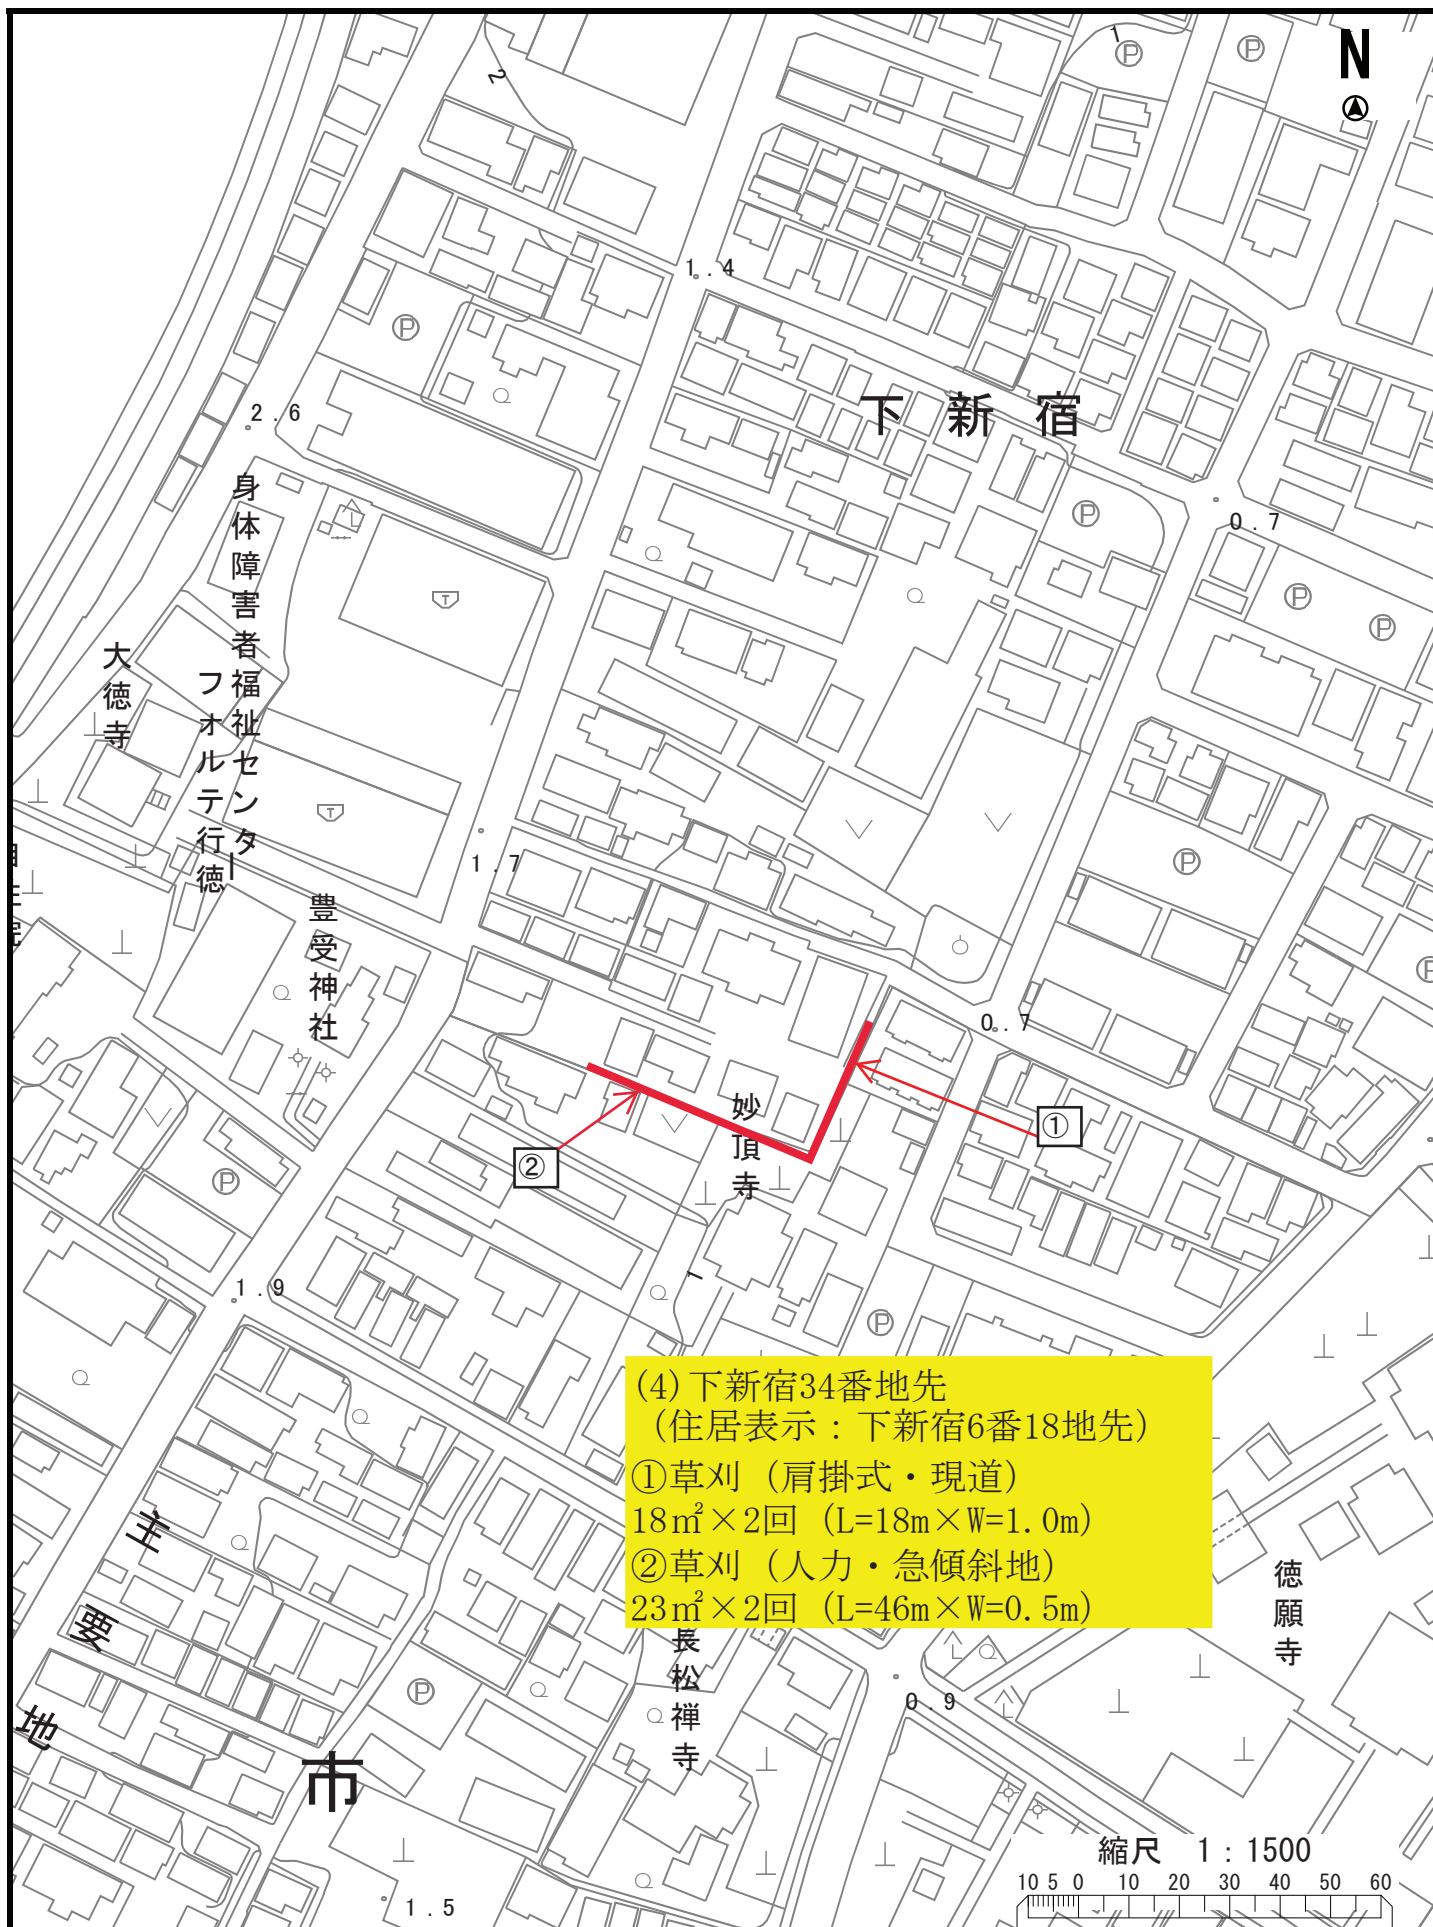 N
2
1
1.4
2.6
下新宿
0.7
身体障害者福祉センター
フォルテ行徳
大徳寺
1.7
豊受神社
0.7
妙頂寺
①
②
1
1.9
(4)下新宿34番地先
（住居表示：下新宿6番18地先）
①草刈（肩掛式・現道）
18㎡×2回（L=18m×W=1.0m）
②草刈（人力・急傾斜地）
23㎡×2回（L=46m×W=0.5m）
徳願寺
長松禅寺
0.9
主要地
市
1.5
縮尺 1：1500
10 5 0 10 20 30 40 50 60